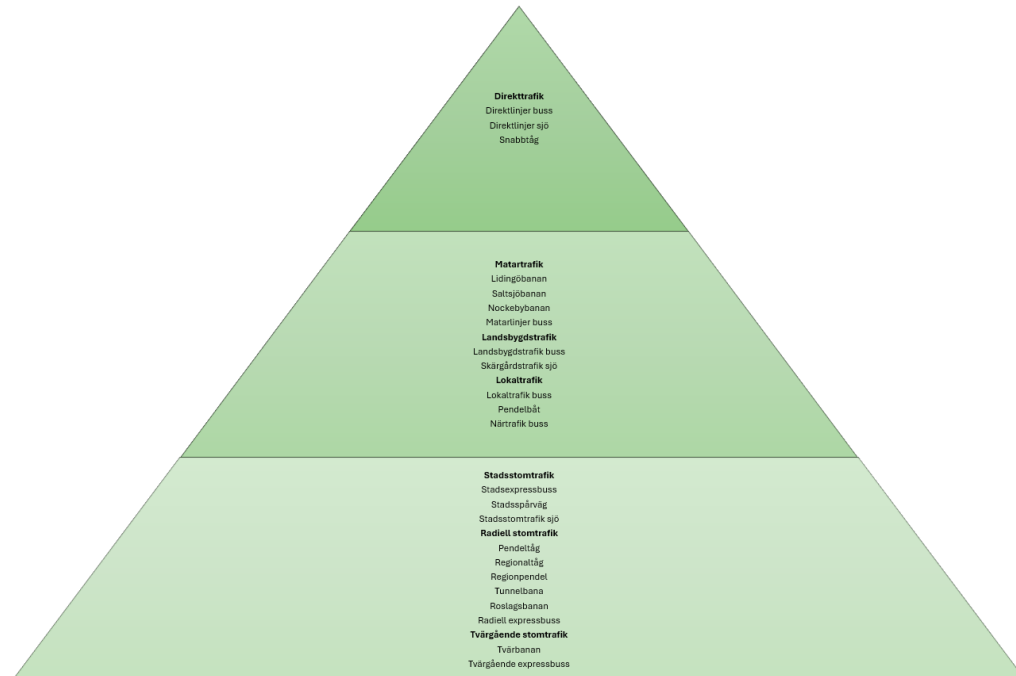 Direkttrafik
Direktlinjer buss
Direktlinjer sjö
Snabbtåg
Matartrafik
Lidingöbanan
Saltsjöbanan
Nockebybanan
Matarlinjer buss
Landsbygdstrafik
Landsbygdstrafik buss
Skärgårdstrafik sjö
Lokaltrafik
Lokaltrafik buss
Pendelbåt
Närtrafik buss
Stadsstomtrafik
Stadsexpressbuss
Stadsspårväg
Stadsstomtrafik sjö
Radiell stomtrafik
Pendeltåg
Regionaltåg
Regionpendel
Tunnelbana
Roslagsbanan
Radiell expressbuss
Tvärgående stomtrafik
Tvärbanan
Tvärgående expressbuss